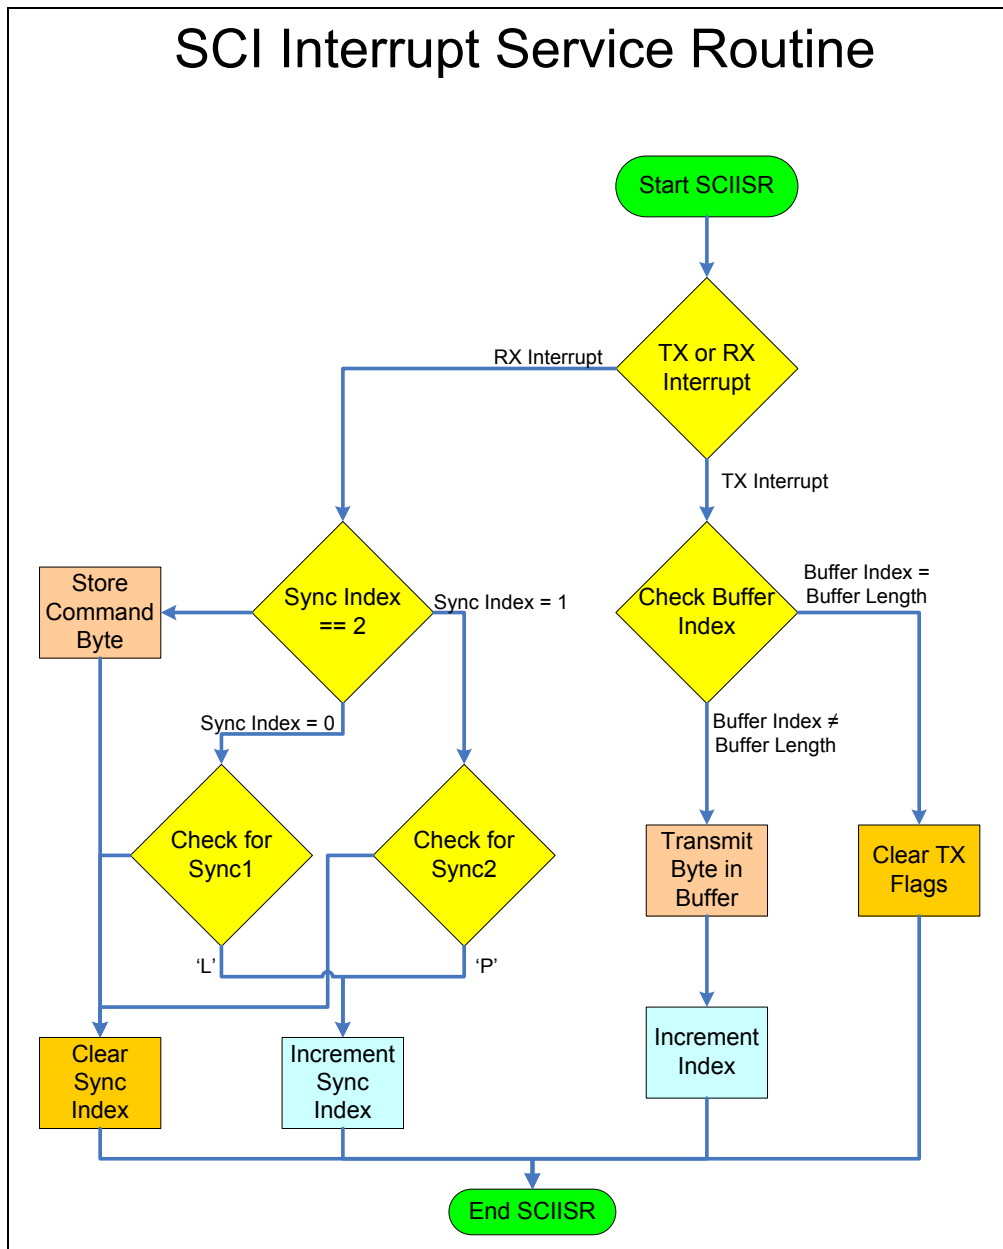 SCI Interrupt Service Routine
Start SCIISR
TX or RX
Interrupt
RX Interrupt
TX Interrupt
Sync Index
== 2
Sync Index = 1
Sync Index = 0
Store
Command
Byte
Check Buffer
Index
Buffer Index =
Buffer Length
Buffer Index ≠
Buffer Length
Check for
Sync1
Check for
Sync2
Transmit
Byte in
Buffer
Clear TX
Flags
‘L’
‘P’
Clear
Sync
Index
Increment
Sync
Index
Increment
Index
End SCIISR